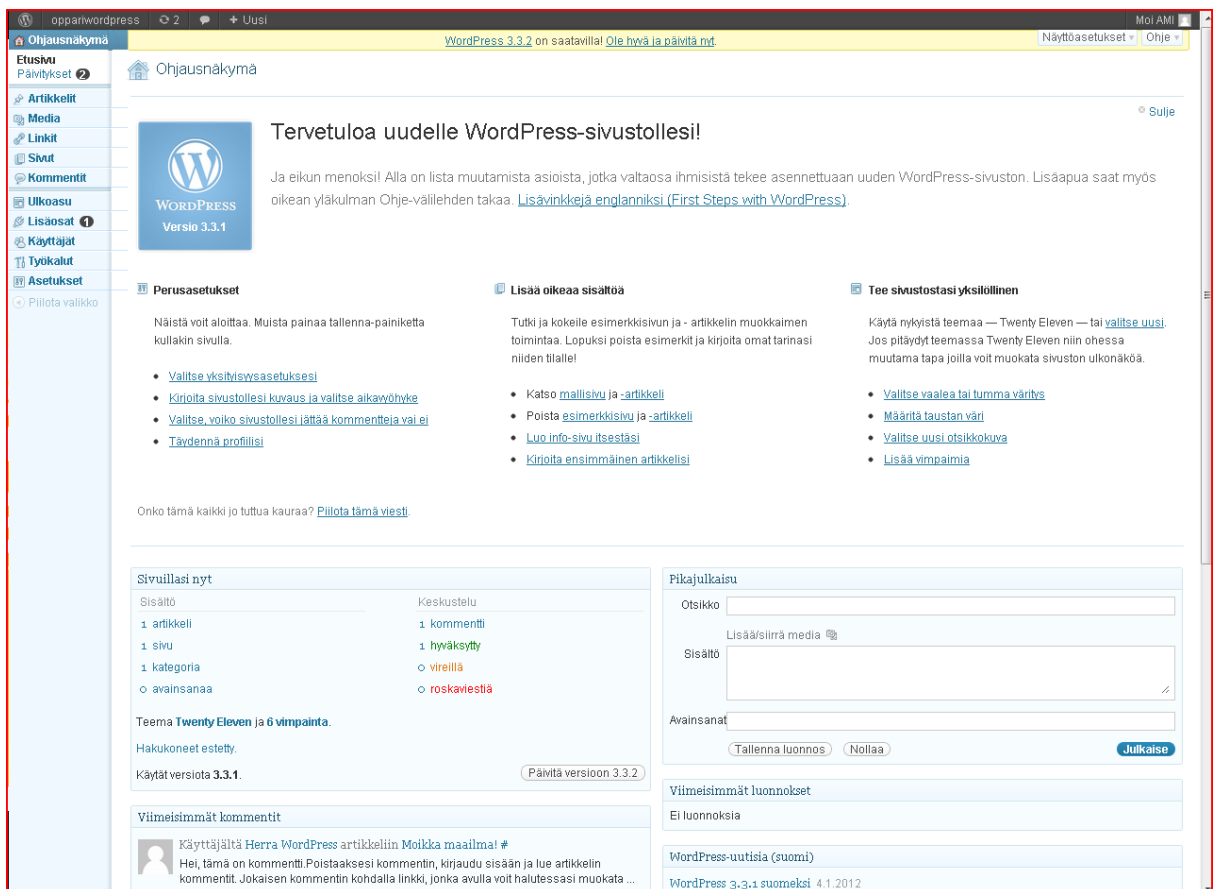 oppariwordpress 2 + Uusi Moi AMI
Ohjausnäkymä
WordPress 3.3.2 on saatavilla! Ole hyvä ja päivitä nyt.
Näyttöasetukset Ohje
Etusivu
Päivitykset 2
Artikkelit
Media
Linkit
Sivut
Kommentit
Ulkoasu
Lisäosat 1
Käyttäjät
Työkalut
Asetukset
Piilota valikko
Ohjausnäkymä
Sulje
WORDPRESS
Versio 3.3.1
Tervetuloa uudelle WordPress-sivustollesi!
Ja eikun menoksi! Alla on lista muutamista asioista, jotka valtaosa ihmisistä tekee asennettuaan uuden WordPress-sivuston. Lisäapua saat myös
oikean yläkulman Ohje-välilehden takaa. Lisävinkkejä englanniksi (First Steps with WordPress).
Perusasetukset
Näistä voit aloittaa. Muista painaa tallenna-painiketta
kullakin sivulla.
• Valitse yksityisyysasetuksesi
• Kirjoita sivustollesi kuvaus ja valitse aikavyöhyke
• Valitse, voiko sivustollesi jättää kommentteja vai ei
• Täydennä profiilisi
Lisää oikeaa sisältöä
Tutki ja kokeile esimerkkisivun ja - artikkelin muokkaimen
toimintaa. Lopuksi poista esimerkit ja kirjoita omat tarinasi
niiden tilalle!
• Katso mallisivu ja -artikkeli
• Poista esimerkkisivu ja -artikkeli
• Luo info-sivu itsestäsi
• Kirjoita ensimmäinen artikkelisi
Tee sivustostasi yksilöllinen
Käytä nykyistä teemaa — Twenty Eleven — tai valitse uusi.
Jos pitäydyt teemassa Twenty Eleven niin ohessa
muutama tapa joilla voit muokata sivuston ulkonäköä.
• Valitse vaalea tai tumma väritys
• Määritä taustan väri
• Valitse uusi otsikkokuva
• Lisää vimpaimia
Onko tämä kaikki jo tuttua kauraa? Piilota tämä viesti.
Sivuillasi nyt
Sisältö Keskustelu
1 artikkeli 1 kommentti
1 sivu 1 hyväksytty
1 kategoria 0 vireillä
0 avainsanaa 0 roskaviestiä
Teema Twenty Eleven ja 6 vimpainta.
Hakukoneet estetty.
Käytät versiota 3.3.1. Päivitä versioon 3.3.2
Viimeisimmät kommentit
Käyttäjältä Herra WordPress artikkeliin Moikka maailma! #
Hei, tämä on kommentti.Poistaaksesi kommentin, kirjaudu sisään ja lue artikkelin
kommentit. Jokaisen kommentin kohdalla linkki, jonka avulla voit halutessasi muokata ...
Pikajulkaisu
Otsikko
Lisää/siirrä media
Sisältö
Avainsanat
Tallenna luonnos Nollaa Julkaise
Viimeisimmät luonnokset
Ei luonnoksia
WordPress-uutisia (suomi)
WordPress 3.3.1 suomeksi 4.1.2012